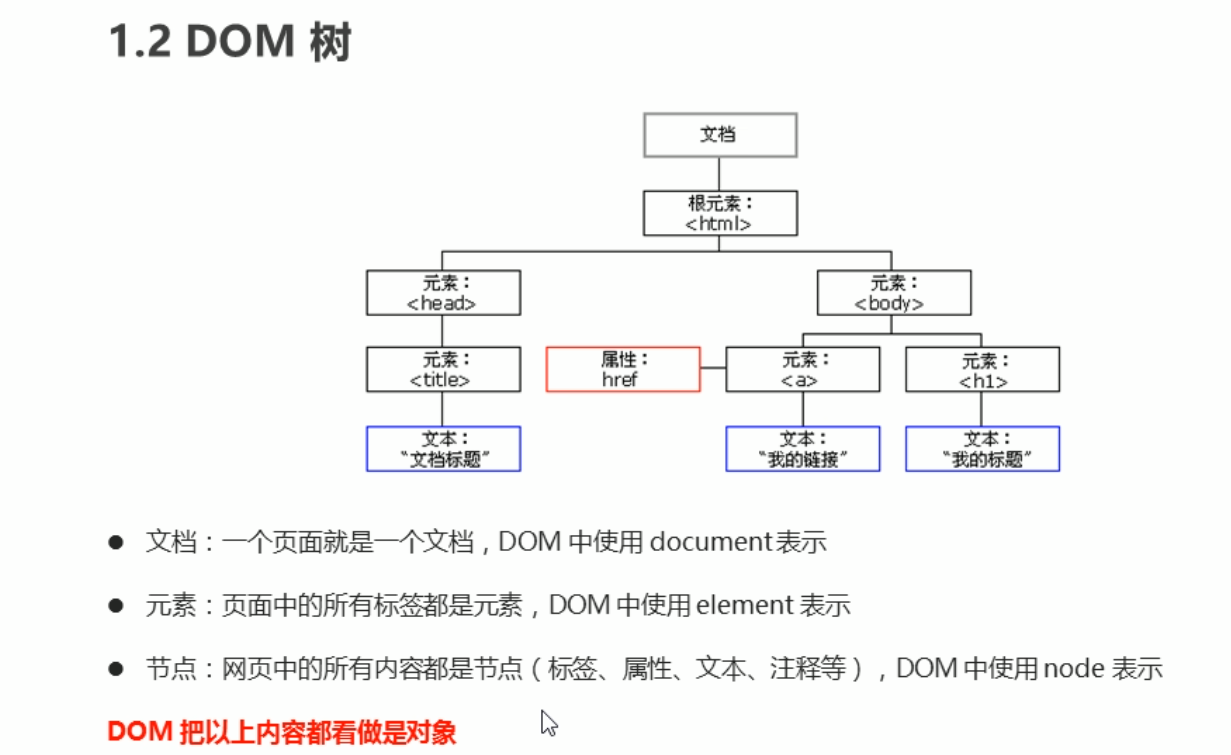 1.2 DOM 树
文档
根元素：
<html>
元素：
<head>
元素：
<body>
元素：
<title>
属性：
href
元素：
<a>
元素：
<h1>
文本：
“文档标题”
文本：
“我的链接”
文本：
“我的标题”
● 文档：一个页面就是一个文档，DOM 中使用 document 表示
● 元素：页面中的所有标签都是元素，DOM 中使用 element 表示
● 节点：网页中的所有内容都是节点（标签、属性、文本、注释等），DOM 中使用 node 表示
DOM 把以上内容都看做是对象